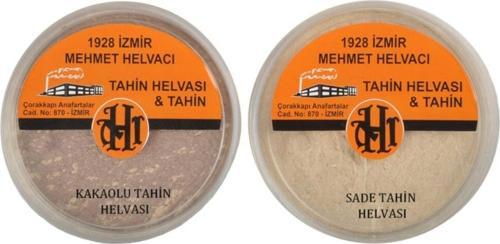 1928 İZMİR
MEHMET HELVACI
TAHİN HELVASI
& TAHİN
Çorakkapı Anafartalar
Cad. No: 870 - İZMİR
KAKAOLU TAHİN
HELVASI
1928 İZMİR
MEHMET HELVACI
TAHİN HELVASI
& TAHİN
Çorakkapı Anafartalar
Cad. No: 870 - İZMİR
SADE TAHİN
HELVASI